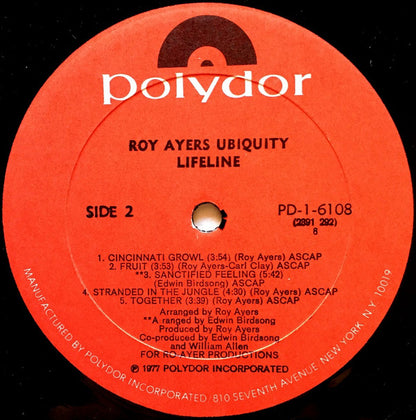 polydor
ROY AYERS UBIQUITY
LIFELINE
SIDE 2
PD-1-6108
(2391 292)
8
1. CINCINNATI GROWL (3:54) (Roy Ayers) ASCAP
2. FRUIT (3:53) (Roy Ayers-Carl Clay) ASCAP
**3. SANCTIFIED FEELING (5:42)
(Edwin Birdsong) ASCAP
4. STRANDED IN THE JUNGLE (4:30) (Roy Ayers) ASCAP
5. TOGETHER (3:39) (Roy Ayers) ASCAP
Arranged by Roy Ayers
**A ranged by Edwin Birdsong
Produced by Roy Ayers
Co-produced by Edwin Birdsong
and William Allen
FOR RO AYER PRODUCTIONS
℗ 1977 POLYDOR INCORPORATED
MANUFACTURED BY POLYDOR INCORPORATED/810 SEVENTH AVENUE NEW YORK N.Y. 10019